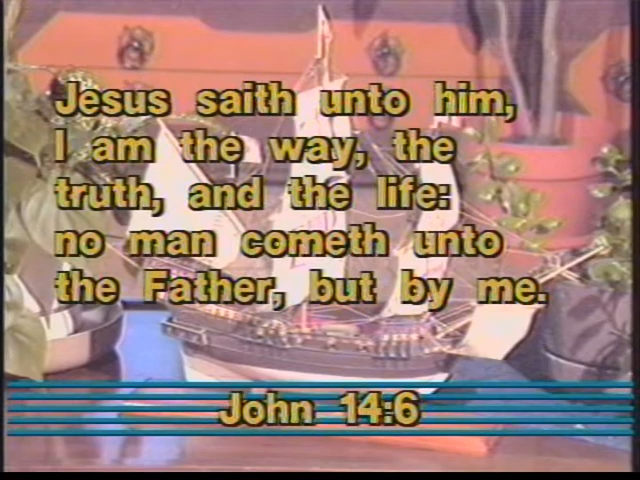 Jesus saith unto him,
I am the way, the
truth, and the life:
no man cometh unto
the Father, but by me.
John 14:6